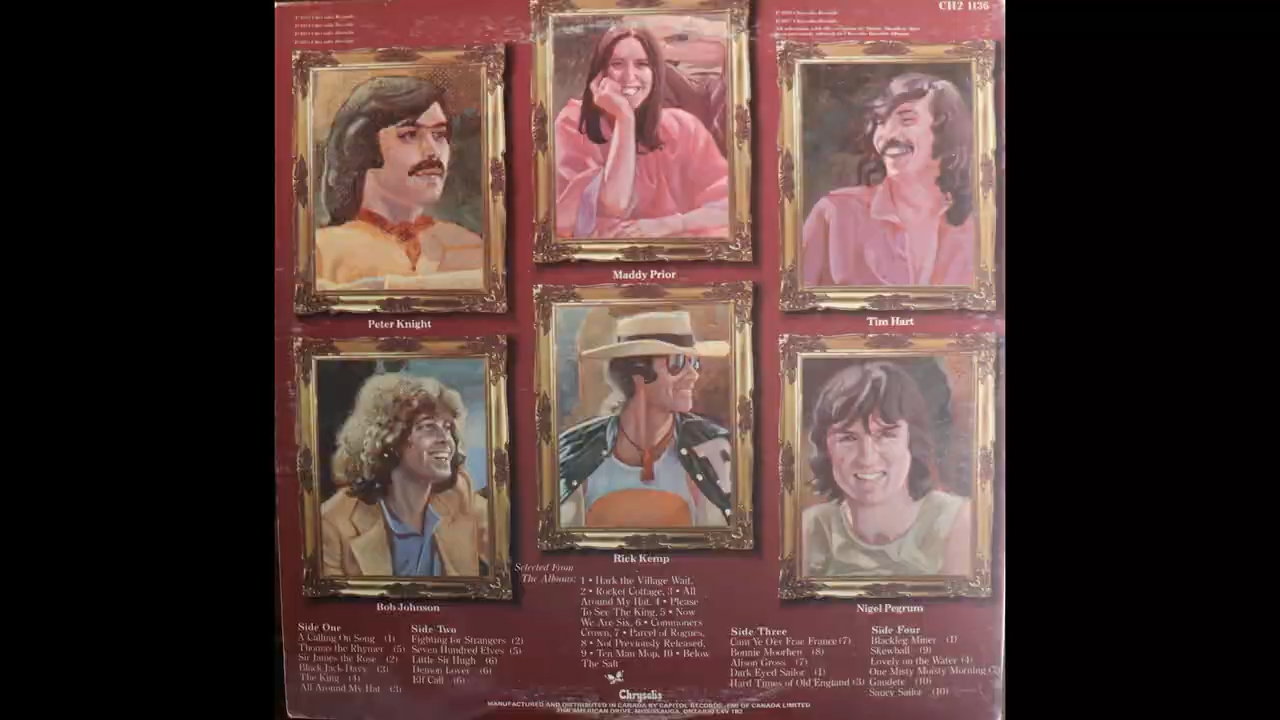 CH2 1136
Maddy Prior
Peter Knight
Tim Hart
Rick Kemp
Bob Johnson
Nigel Pegrum
Selected From
The Albums:
1 • Hark the Village Wait,
2 • Rocket Cottage, 3 • All
Around My Hat, 4 • Please
To See The King, 5 • Now
We Are Six, 6 • Commoners
Crown, 7 • Parcel of Rogues,
8 • Not Previously Released,
9 • Ten Man Mop, 10 • Below
The Salt
Side One
A Calling On Song (1)
Thomas the Rhymer (5)
Sir James the Rose (2)
Black Jack Davy (3)
The King (4)
All Around My Hat (3)
Side Two
Fighting for Strangers (2)
Seven Hundred Elves (5)
Little Sir Hugh (6)
Demon Lover (6)
Elf Call (6)
Side Three
Cam Ye O'er Frae France (7)
Bonnie Moorhen (8)
Alison Gross (7)
Dark Eyed Sailor (1)
Hard Times of Old England (3)
Side Four
Blackleg Miner (1)
Skewball (9)
Lovely on the Water (4)
One Misty Moisty Morning
Gaudete (10)
Saucy Sailor (10)
Chrysalis
MANUFACTURED AND DISTRIBUTED IN CANADA BY CAPITOL RECORDS-EMI OF CANADA LIMITED
AMERICAN DRIVE, MISSISSAUGA, ONTARIO L4V